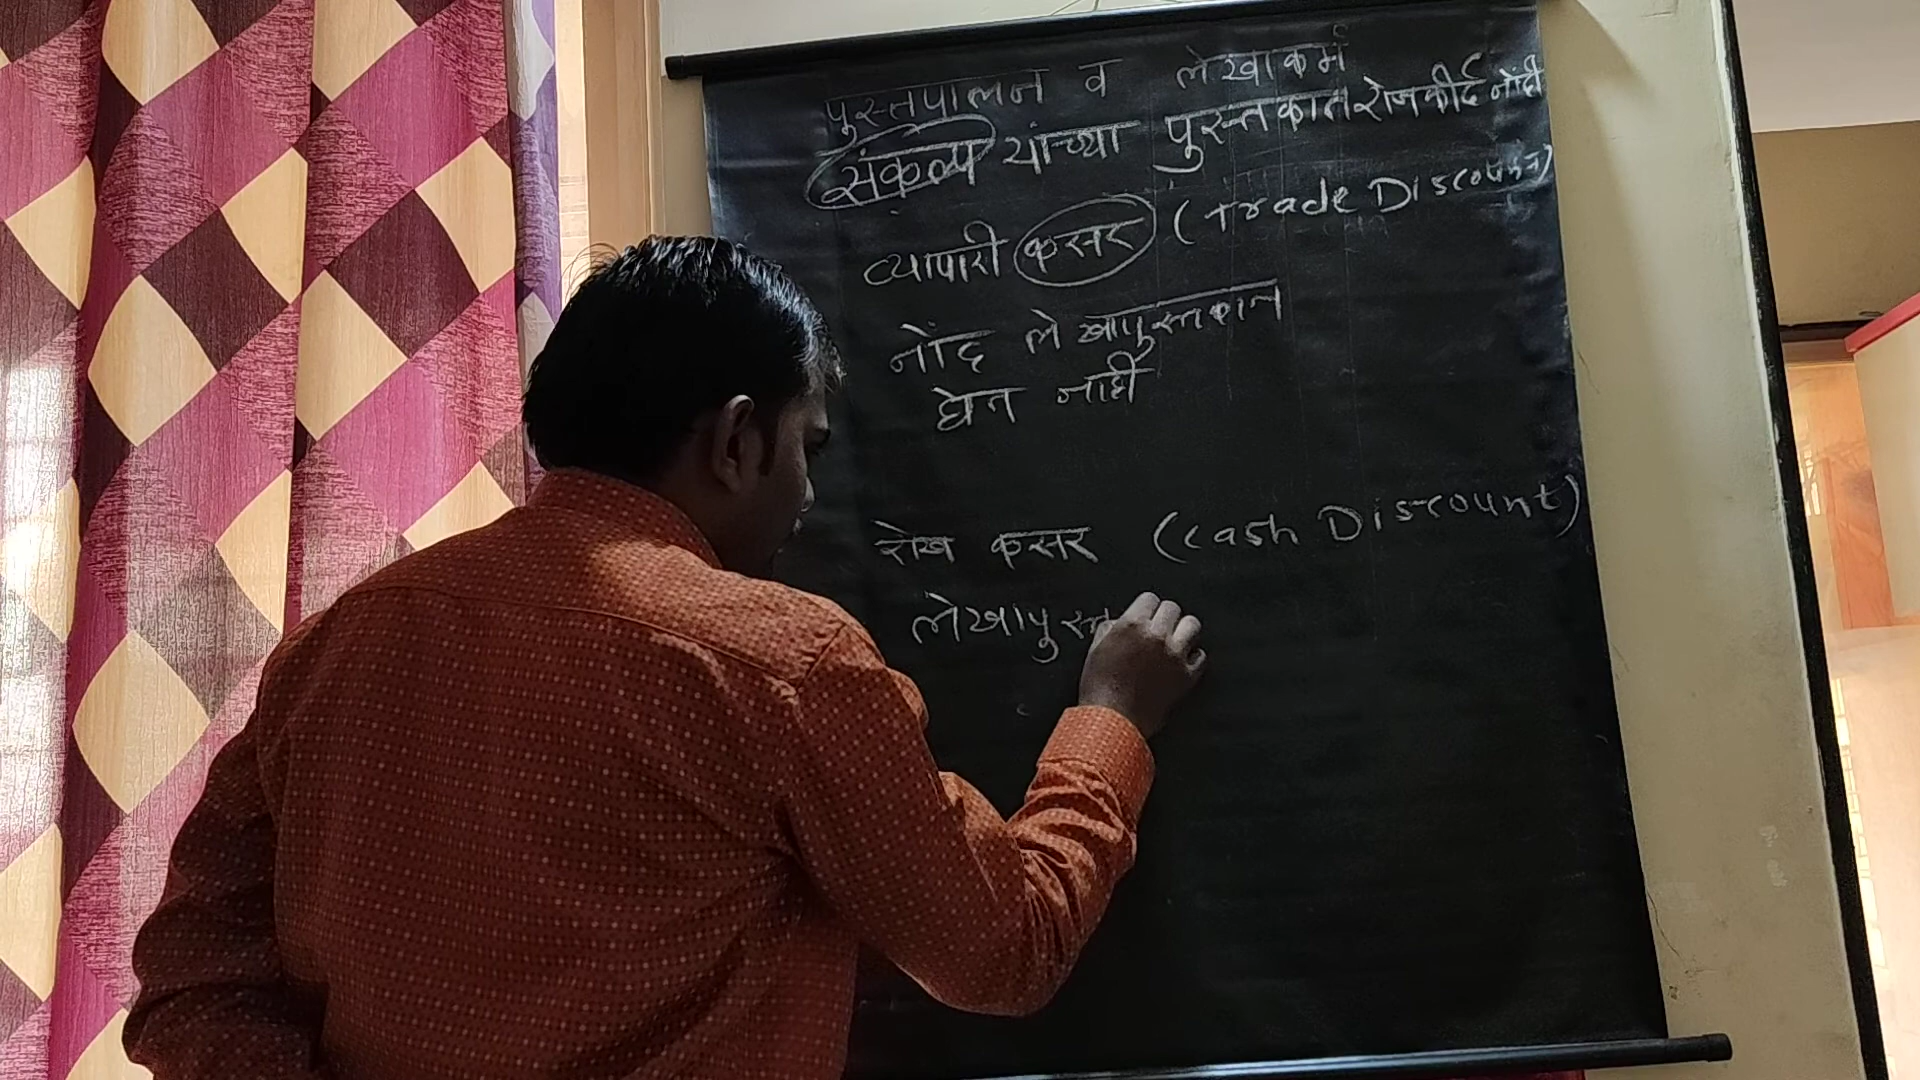 पुस्तपालन व लेखाकर्म
संकल्प यांच्या पुस्तकात रोजकीर्द नोंदी
व्यापारी कसर (Trade Discount)
नोंद लेखापुस्तकात
घेत नाही
रोख कसर (Cash Discount)
लेखापुस्त